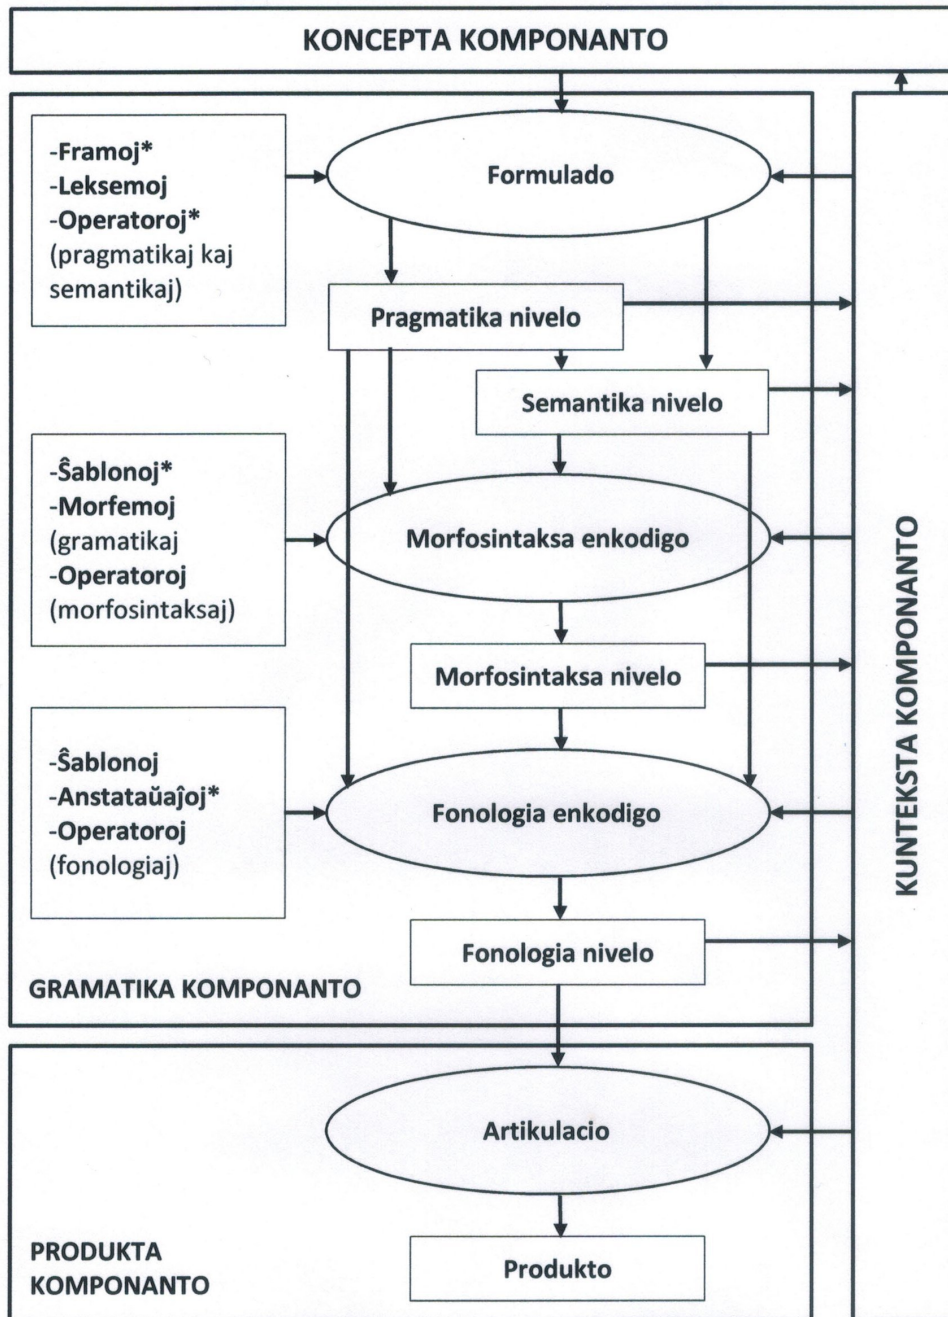 KONCEPTA KOMPONANTO
-Framoj*
-Leksemoj
-Operatoroj*
(pragmatikaj kaj
semantikaj)
Formulado
Pragmatika nivelo
Semantika nivelo
-Ŝablonoj*
-Morfemoj
(gramatikaj
-Operatoroj
(morfosintaksaj)
Morfosintaksa enkodigo
Morfosintaksa nivelo
-Ŝablonoj
-Anstataŭaĵoj*
-Operatoroj
(fonologiaj)
Fonologia enkodigo
Fonologia nivelo
GRAMATIKA KOMPONANTO
KUNTEKSTA KOMPONANTO
Artikulacio
PRODUKTA
KOMPONANTO
Produkto